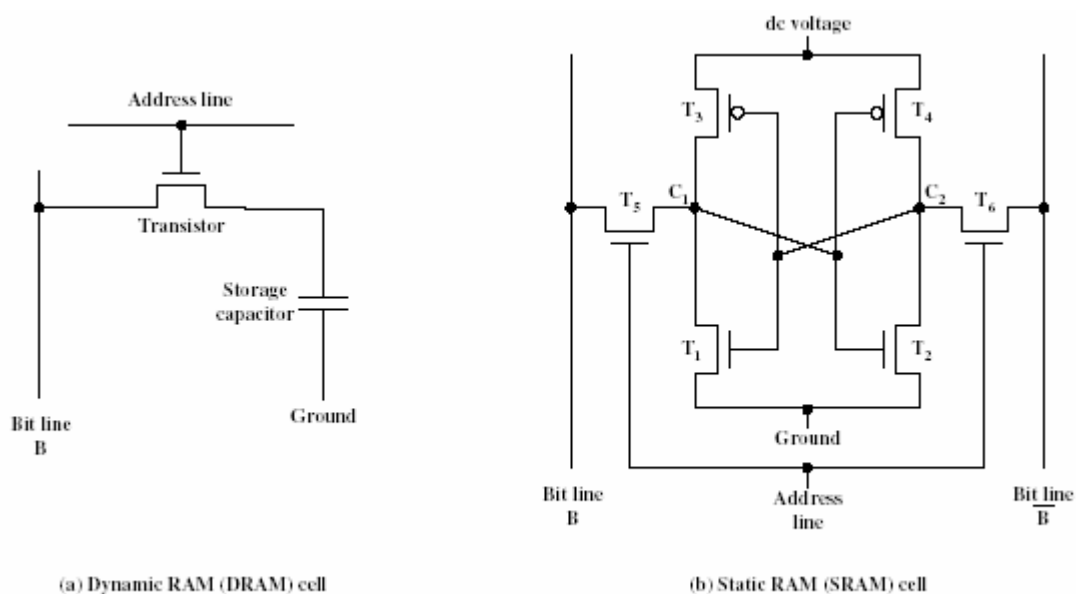 Address line
Transistor
Storage
capacitor
Bit line
B
Ground
(a) Dynamic RAM (DRAM) cell
dc voltage
T3
T4
T5
C1
C2
T6
T1
T2
Ground
Bit line
B
Address
line
Bit line
B̅
(b) Static RAM (SRAM) cell